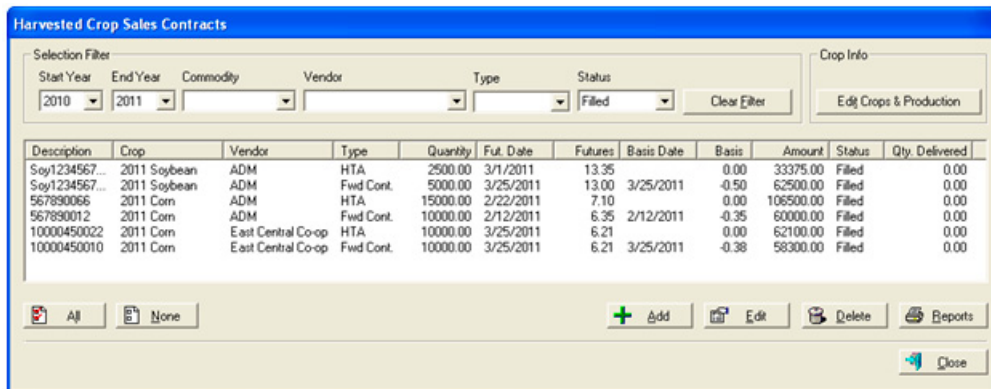 Harvested Crop Sales Contracts
Selection Filter Crop Info
Start Year End Year Commodity Vendor Type Status
2010 2011 Filled Clear Filter Edit Crops & Production
Description Crop Vendor Type Quantity Fut. Date Futures Basis Date Basis Amount Status Qty. Delivered
Soy1234567... 2011 Soybean ADM HTA 2500.00 3/1/2011 13.35 0.00 33375.00 Filled 0.00
Soy1234567... 2011 Soybean ADM Fwd Cont. 5000.00 3/25/2011 13.00 3/25/2011 -0.50 62500.00 Filled 0.00
567890066 2011 Corn ADM HTA 15000.00 2/22/2011 7.10 0.00 106500.00 Filled 0.00
567890012 2011 Corn ADM Fwd Cont. 10000.00 2/12/2011 6.35 2/12/2011 -0.35 60000.00 Filled 0.00
10000450022 2011 Corn East Central Co-op HTA 10000.00 3/25/2011 6.21 0.00 62100.00 Filled 0.00
10000450010 2011 Corn East Central Co-op Fwd Cont. 10000.00 3/25/2011 6.21 3/25/2011 -0.38 58300.00 Filled 0.00
All None Add Edit Delete Reports
Close